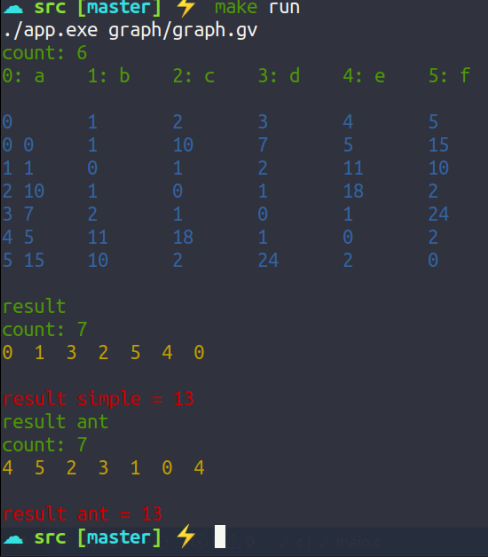 src [master] ⚡ make run
./app.exe graph/graph.gv
count: 6
0: a 1: b 2: c 3: d 4: e 5: f
0 1 2 3 4 5
0 0 1 10 7 5 15
1 1 0 1 2 11 10
2 10 1 0 1 18 2
3 7 2 1 0 1 24
4 5 11 18 1 0 2
5 15 10 2 24 2 0
result
count: 7
0 1 3 2 5 4 0
result simple = 13
result ant
count: 7
4 5 2 3 1 0 4
result ant = 13
src [master] ⚡